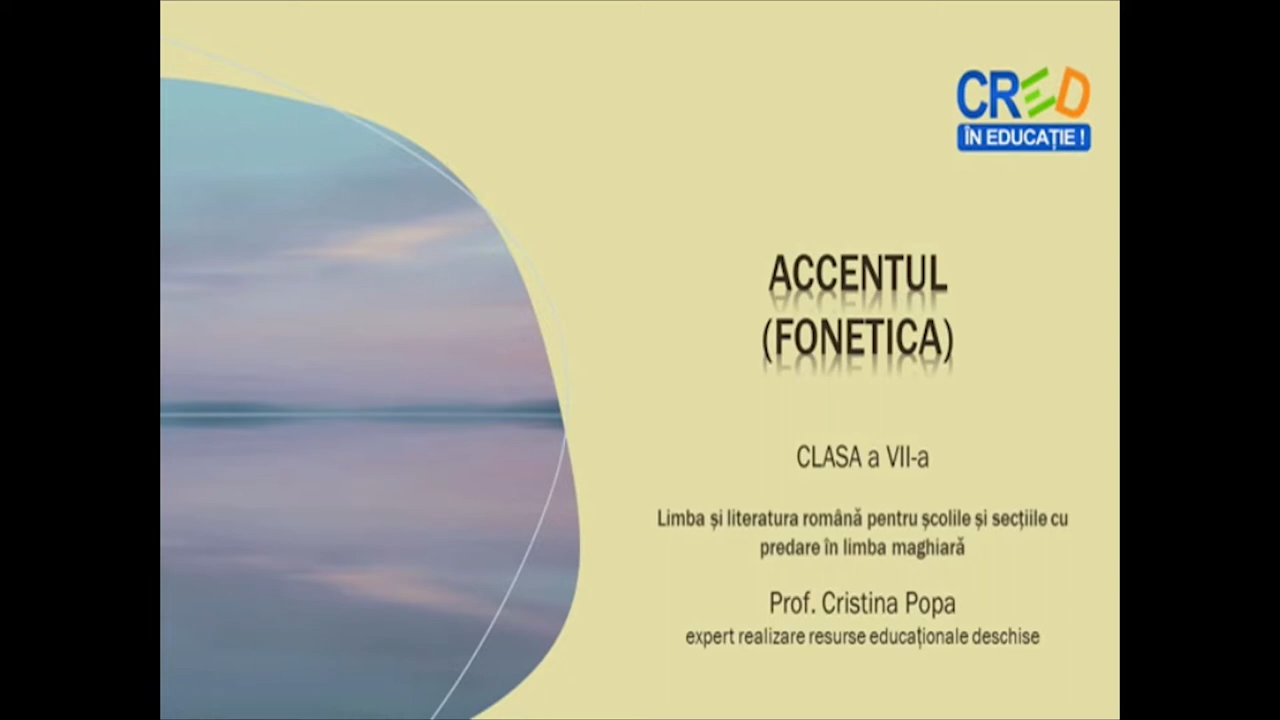 CRED
ÎN EDUCAȚIE !
ACCENTUL
(FONETICA)
CLASA a VII-a
Limba și literatura română pentru școlile și secțiile cu
predare în limba maghiară
Prof. Cristina Popa
expert realizare resurse educaționale deschise